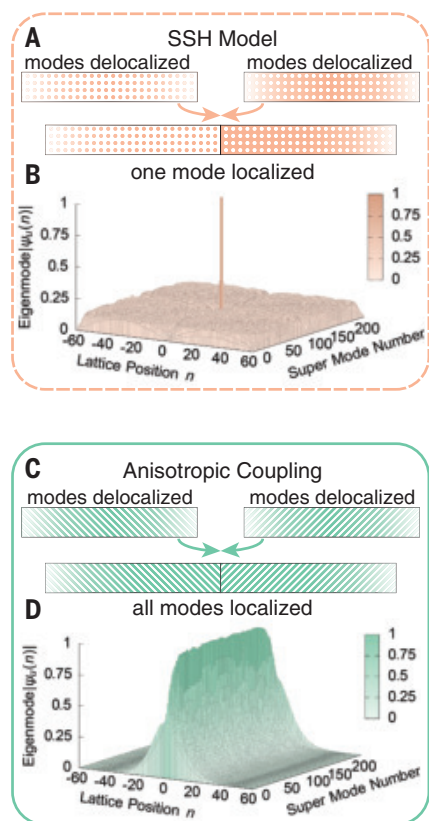 A
SSH Model
modes delocalized modes delocalized
B
one mode localized
Eigenmode|ψᵤ(n)|
1
0.75
0.5
0.25
0
-60 -40 -20 0 20 40 60
Lattice Position n
0 50 100 150 200
Super Mode Number
1
0.75
0.5
0.25
0
C
Anisotropic Coupling
modes delocalized modes delocalized
D
all modes localized
Eigenmode|ψᵤ(n)|
1
0.75
0.5
0.25
0
-60 -40 -20 0 20 40 60
Lattice Position n
0 50 100 150 200
Super Mode Number
1
0.75
0.5
0.25
0